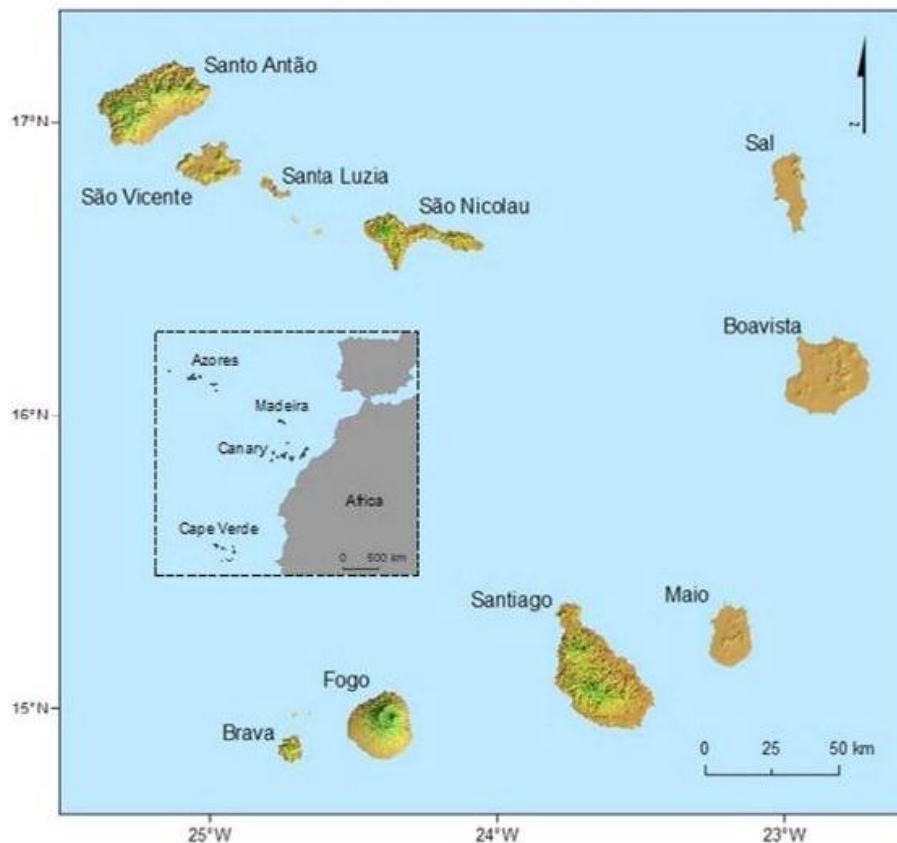 Santo Antão
17°N
Sal
Santa Luzia
São Vicente
São Nicolau
Boavista
Azores
16°N
Madeira
Canary
Africa
Cape Verde
0 500 km
Santiago
Maio
Fogo
15°N
Brava
0 25 50 km
25°W
24°W
23°W